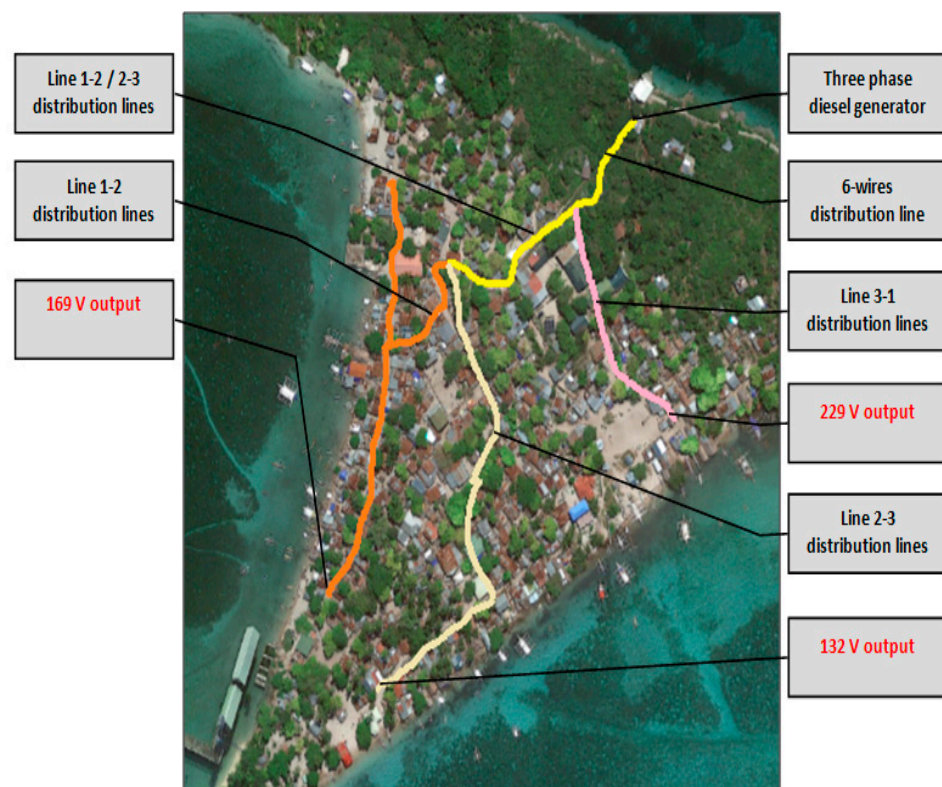 Line 1-2 / 2-3
distribution lines
Line 1-2
distribution lines
169 V output
Three phase
diesel generator
6-wires
distribution line
Line 3-1
distribution lines
229 V output
Line 2-3
distribution lines
132 V output